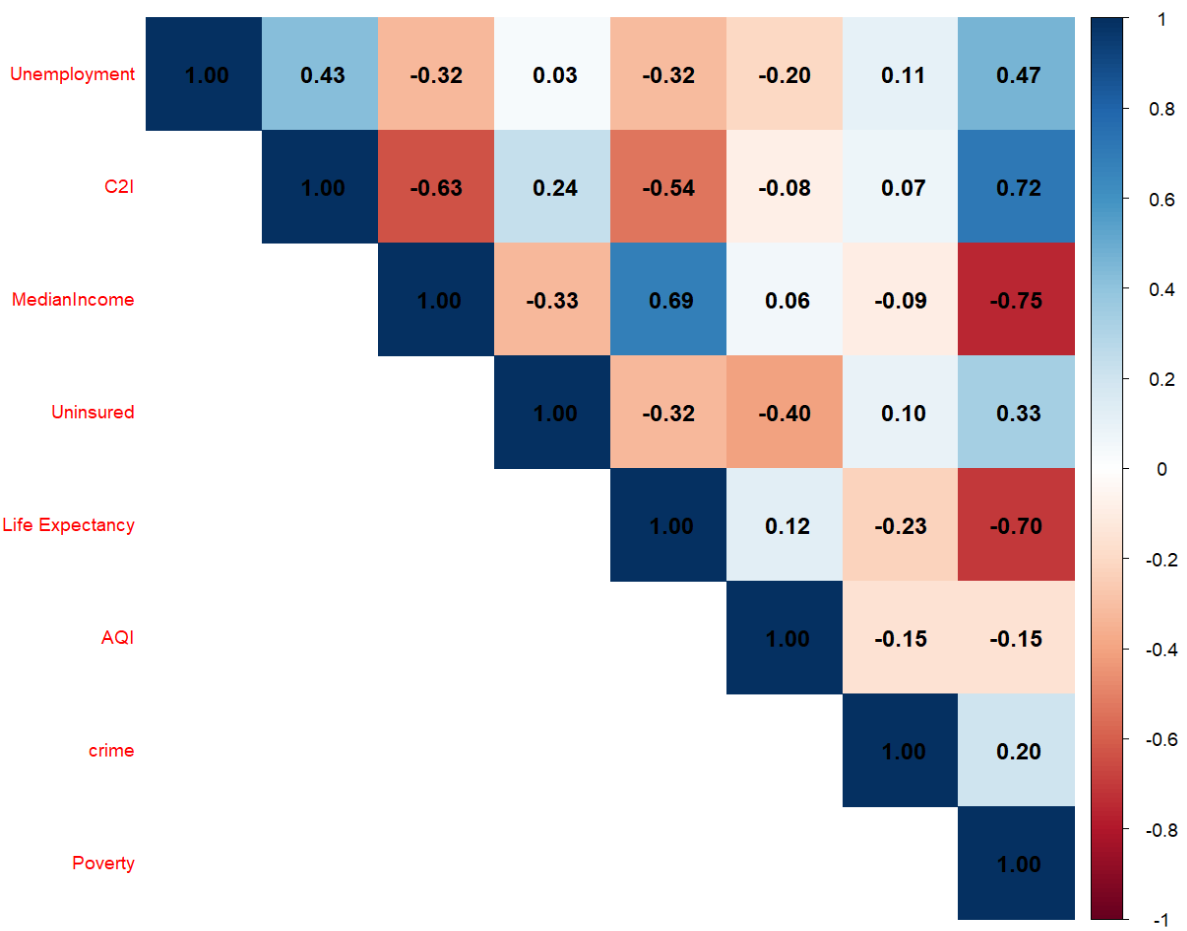 Unemployment 1.00 0.43 -0.32 0.03 -0.32 -0.20 0.11 0.47
C2I 1.00 -0.63 0.24 -0.54 -0.08 0.07 0.72
MedianIncome 1.00 -0.33 0.69 0.06 -0.09 -0.75
Uninsured 1.00 -0.32 -0.40 0.10 0.33
Life Expectancy 1.00 0.12 -0.23 -0.70
AQI 1.00 -0.15 -0.15
crime 1.00 0.20
Poverty 1.00
1
0.8
0.6
0.4
0.2
0
-0.2
-0.4
-0.6
-0.8
-1